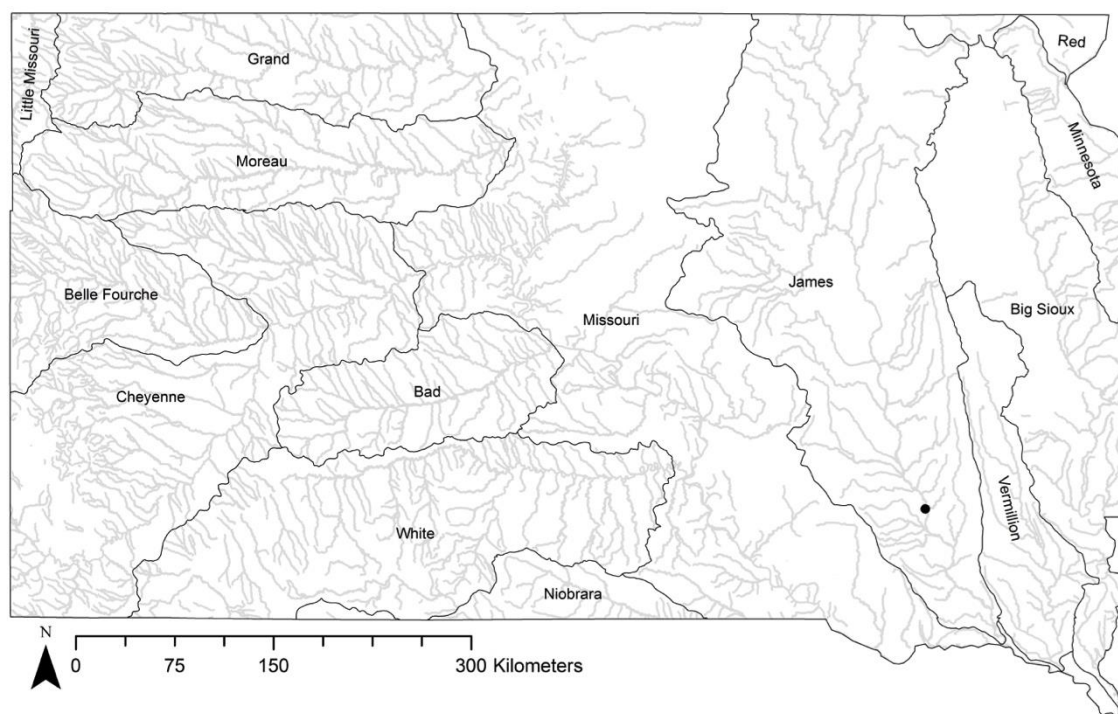 Little Missouri
Grand
Red
Moreau
Minnesota
Belle Fourche
James
Big Sioux
Missouri
Cheyenne
Bad
Vermillion
White
Niobrara
N
0 75 150 300 Kilometers